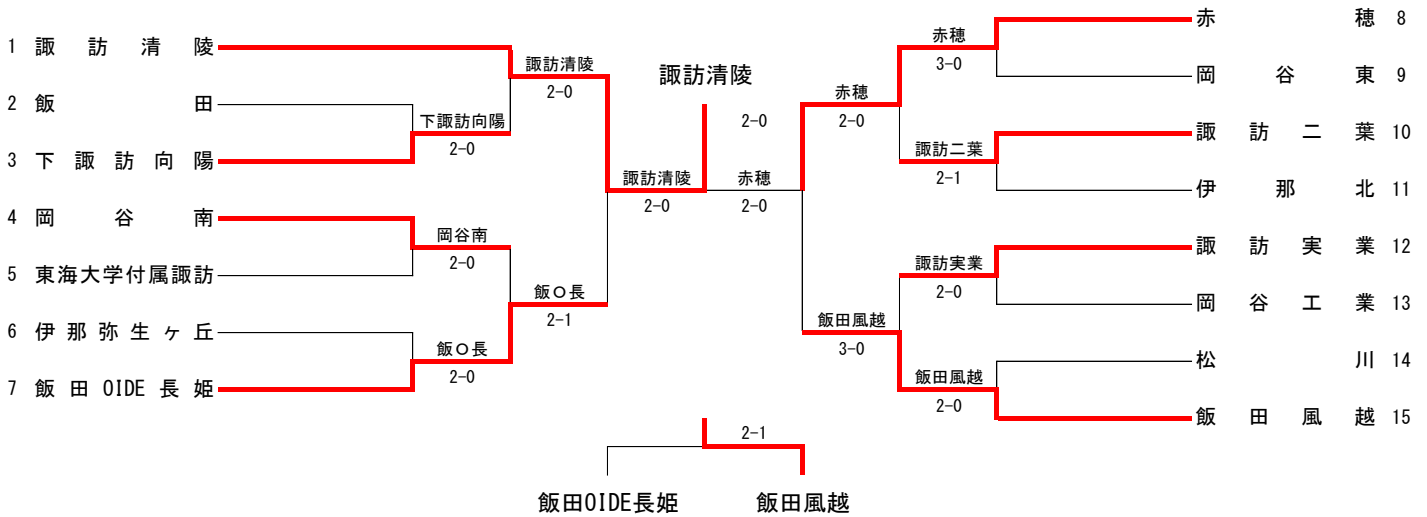 1 諏訪清陵
2 飯田
3 下諏訪向陽
4 岡谷南
5 東海大学付属諏訪
6 伊那弥生ヶ丘
7 飯田OIDE長姫
下諏訪向陽
2-0
岡谷南
2-0
飯O長
2-0
諏訪清陵
2-0
飯O長
2-1
諏訪清陵
2-0
諏訪清陵
2-0
赤穂
2-0
赤穂
2-0
飯田風越
3-0
赤穂
3-0
諏訪二葉
2-1
諏訪実業
2-0
飯田風越
2-0
赤穂 8
岡谷東 9
諏訪二葉 10
伊那北 11
諏訪実業 12
岡谷工業 13
松川 14
飯田風越 15
2-1
飯田OIDE長姫
飯田風越